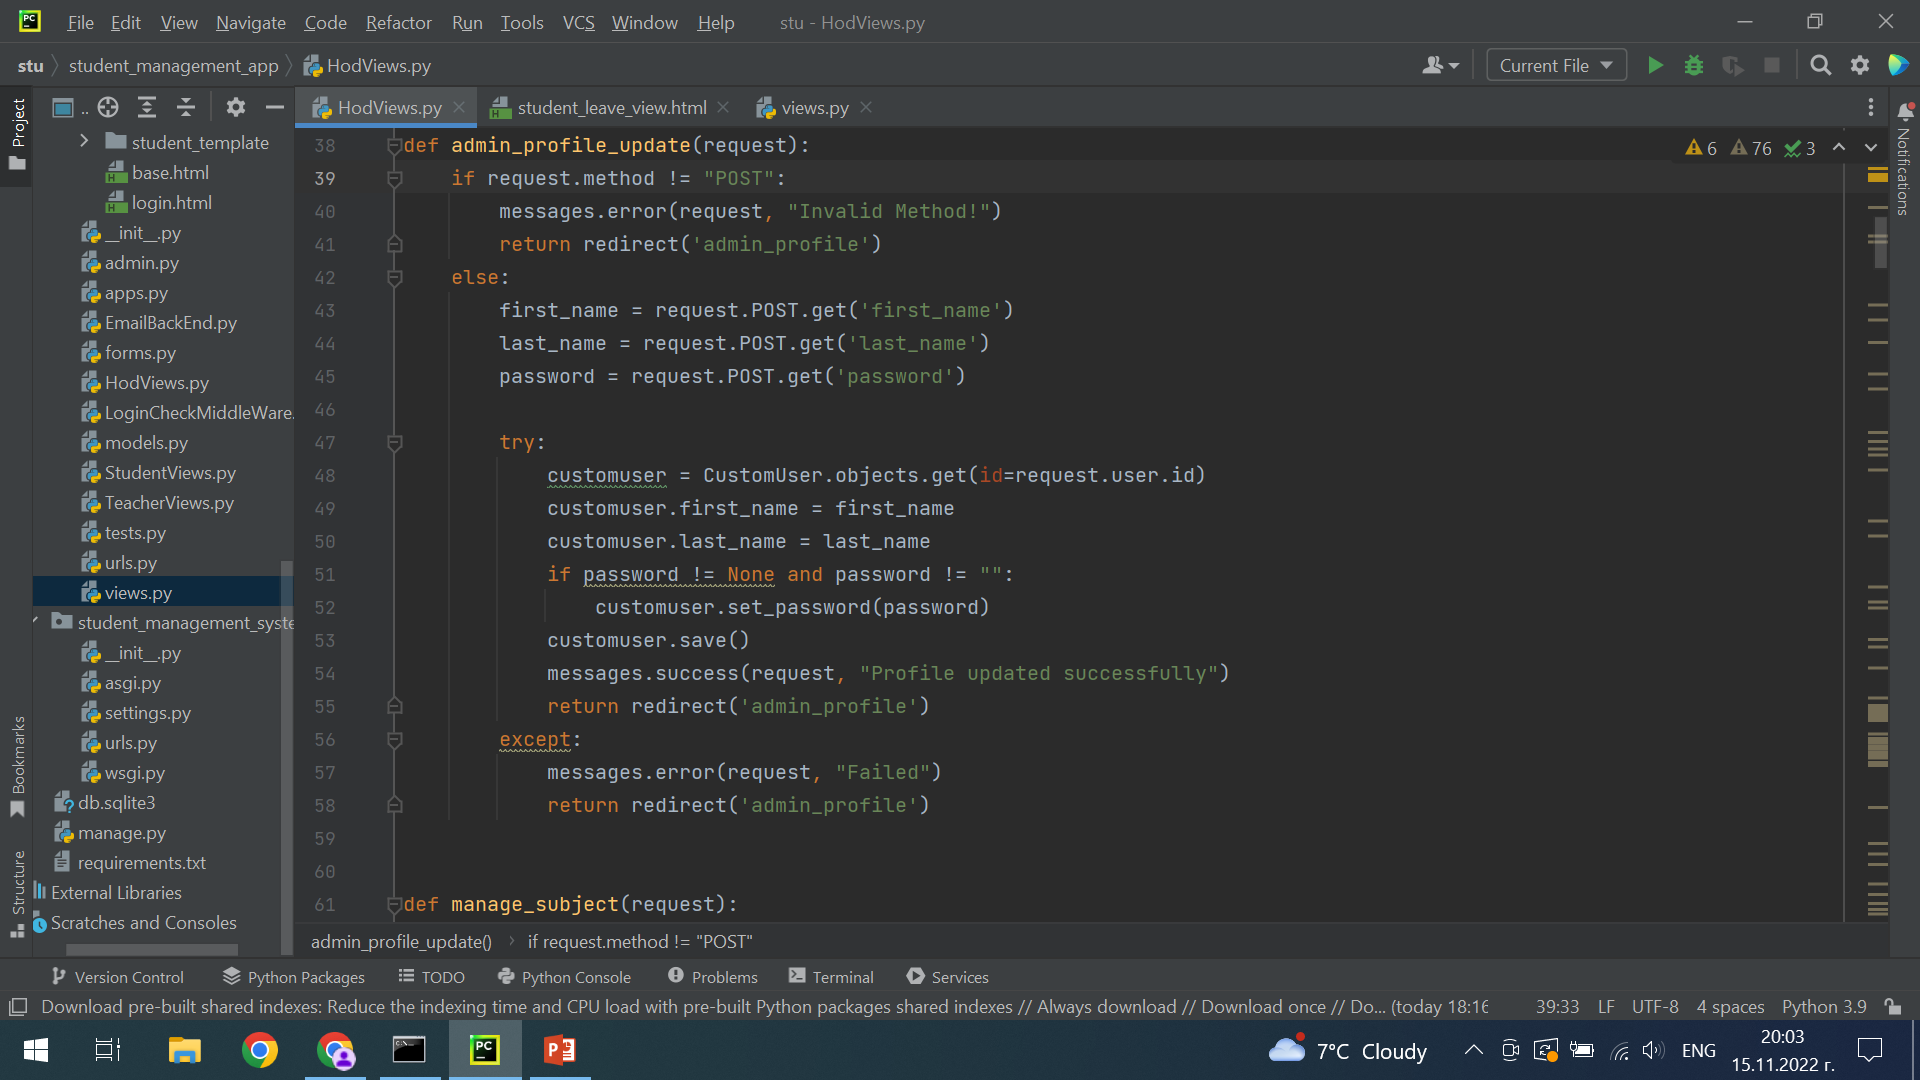 PC File Edit View Navigate Code Refactor Run Tools VCS Window Help stu - HodViews.py
stu student_management_app HodViews.py Current File
Project
..
student_template
base.html
login.html
__init__.py
admin.py
apps.py
EmailBackEnd.py
forms.py
HodViews.py
LoginCheckMiddleWare.
models.py
StudentViews.py
TeacherViews.py
tests.py
urls.py
views.py
student_management_syste
__init__.py
asgi.py
settings.py
urls.py
wsgi.py
db.sqlite3
manage.py
requirements.txt
External Libraries
Scratches and Consoles
Bookmarks
Structure
HodViews.py student_leave_view.html views.py
6 76 3
Notifications
38 def admin_profile_update(request):
39 if request.method != "POST":
40 messages.error(request, "Invalid Method!")
41 return redirect('admin_profile')
42 else:
43 first_name = request.POST.get('first_name')
44 last_name = request.POST.get('last_name')
45 password = request.POST.get('password')
46
47 try:
48 customuser = CustomUser.objects.get(id=request.user.id)
49 customuser.first_name = first_name
50 customuser.last_name = last_name
51 if password != None and password != "":
52 customuser.set_password(password)
53 customuser.save()
54 messages.success(request, "Profile updated successfully")
55 return redirect('admin_profile')
56 except:
57 messages.error(request, "Failed")
58 return redirect('admin_profile')
59
60
61 def manage_subject(request):
admin_profile_update() if request.method != "POST"
Version Control Python Packages TODO Python Console Problems Terminal Services
Download pre-built shared indexes: Reduce the indexing time and CPU load with pre-built Python packages shared indexes // Always download // Download once // Do... (today 18:16 39:33 LF UTF-8 4 spaces Python 3.9
7°C Cloudy ENG
20:03
15.11.2022 г.